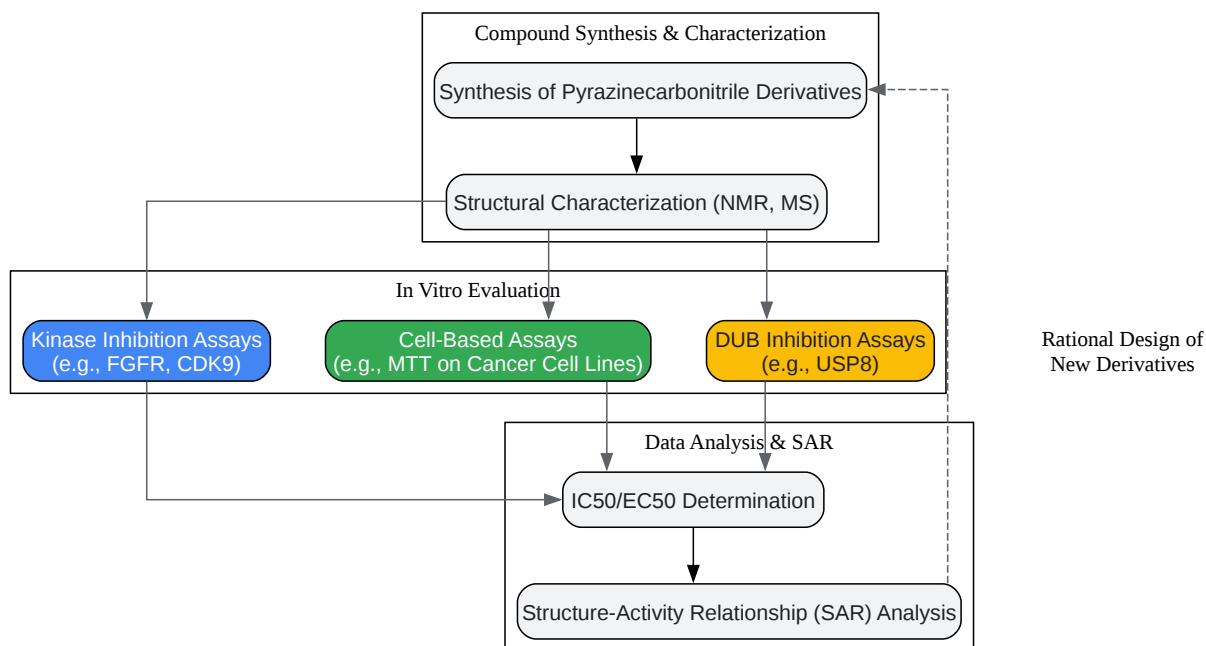 Compound Synthesis & Characterization
Synthesis of Pyrazinecarbonitrile Derivatives
Structural Characterization (NMR, MS)
In Vitro Evaluation
Kinase Inhibition Assays
(e.g., FGFR, CDK9)
Cell-Based Assays
(e.g., MTT on Cancer Cell Lines)
DUB Inhibition Assays
(e.g., USP8)
Rational Design of
New Derivatives
Data Analysis & SAR
IC50/EC50 Determination
Structure-Activity Relationship (SAR) Analysis